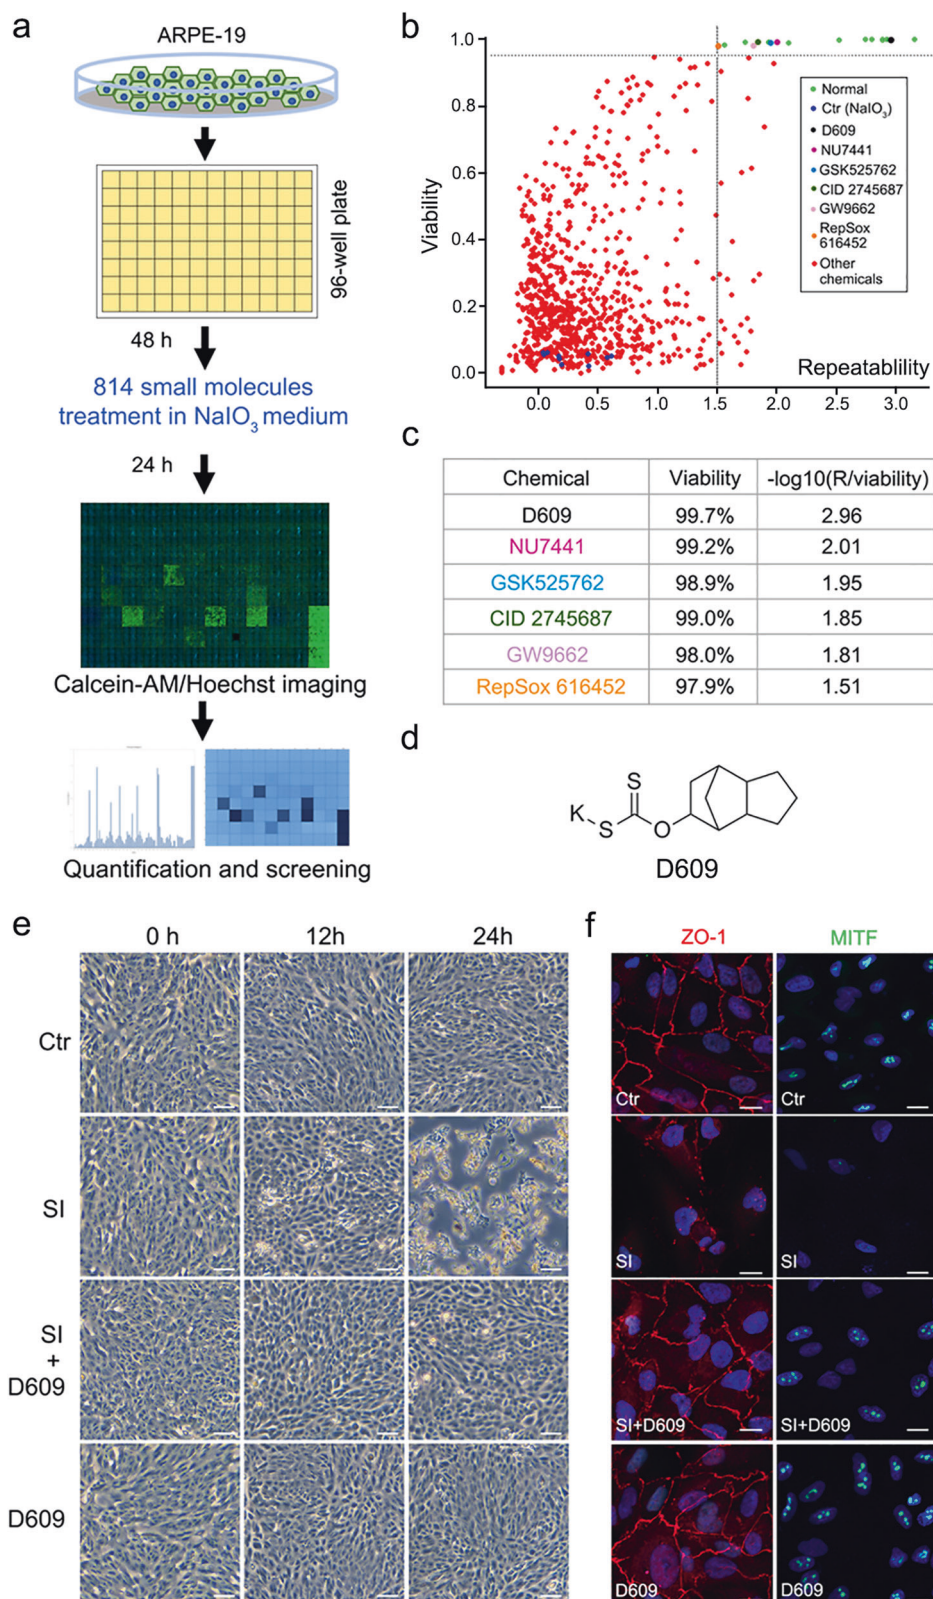 a
ARPE-19
96-well plate
48 h
814 small molecules
treatment in NaIO3 medium
24 h
Calcein-AM/Hoechst imaging
Quantification and screening
b
Viability
1.0
0.8
0.6
0.4
0.2
0.0
0.0 0.5 1.0 1.5 2.0 2.5 3.0
Repeatablility
Normal
Ctr (NaIO3)
D609
NU7441
GSK525762
CID 2745687
GW9662
RepSox
616452
Other
chemicals
c
Chemical Viability -log10(R/viability)
D609 99.7% 2.96
NU7441 99.2% 2.01
GSK525762 98.9% 1.95
CID 2745687 99.0% 1.85
GW9662 98.0% 1.81
RepSox 616452 97.9% 1.51
d
S
K
S
O
D609
e
0 h 12h 24h
Ctr
SI
SI
+
D609
D609
f
ZO-1 MITF
Ctr Ctr
SI SI
SI+D609 SI+D609
D609 D609